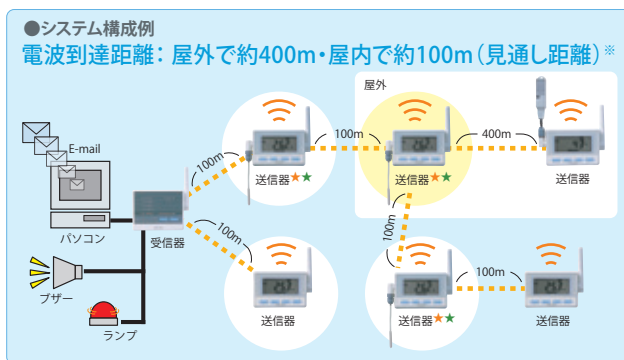 ●システム構成例
電波到達距離：屋外で約400m・屋内で約100m（見通し距離）※
屋外
E-mail
100m
100m
400m
送信器★★
送信器★★
送信器
パソコン
受信器
100m
100m
ブザー
100m
ランプ
送信器
送信器★★
送信器